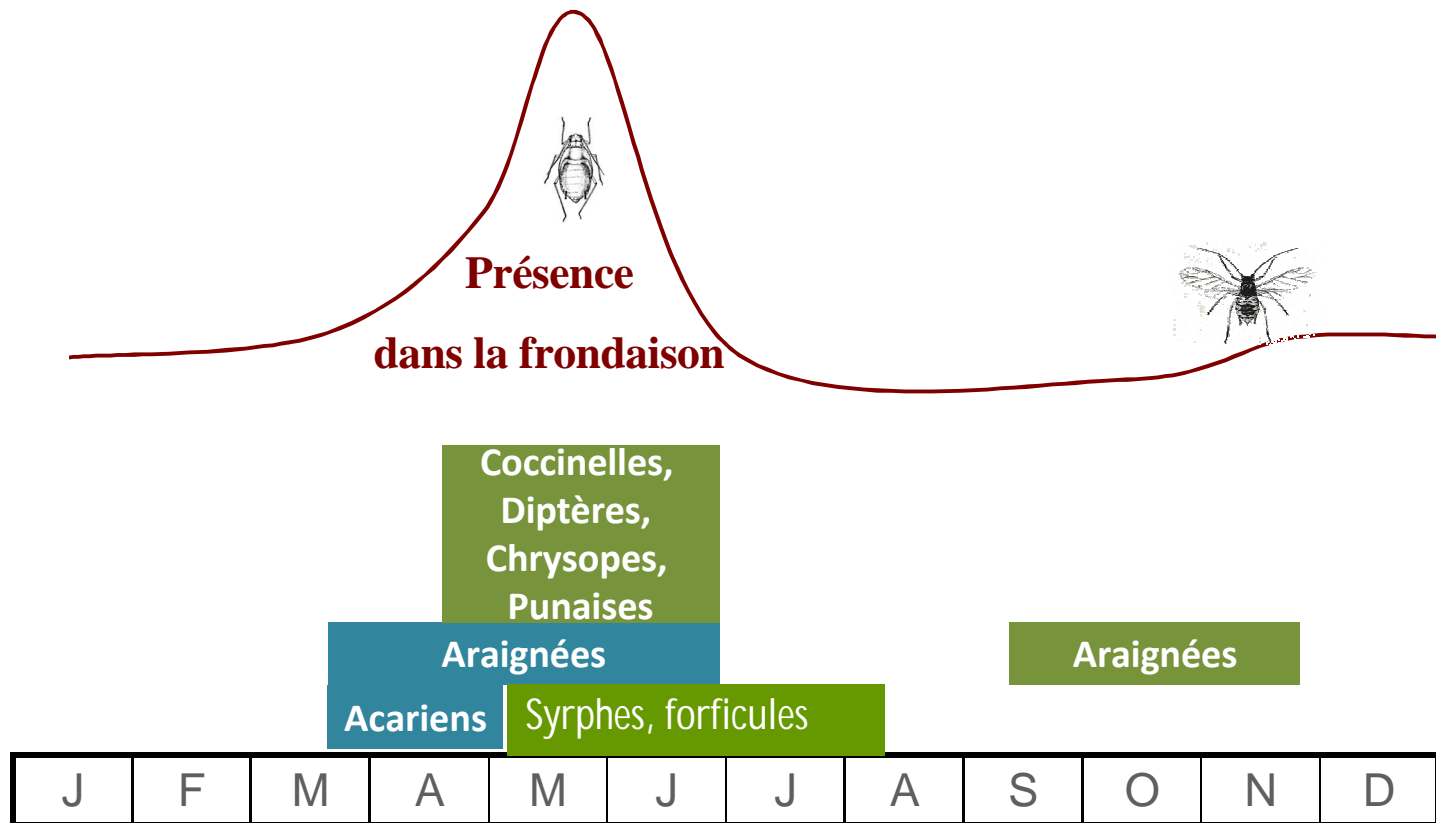 Présence
dans la frondaison
Coccinelles,
Diptères,
Chrysopes,
Punaises
Araignées
Araignées
Acariens
Syrphes, forficules
J F M A M J J A S O N D